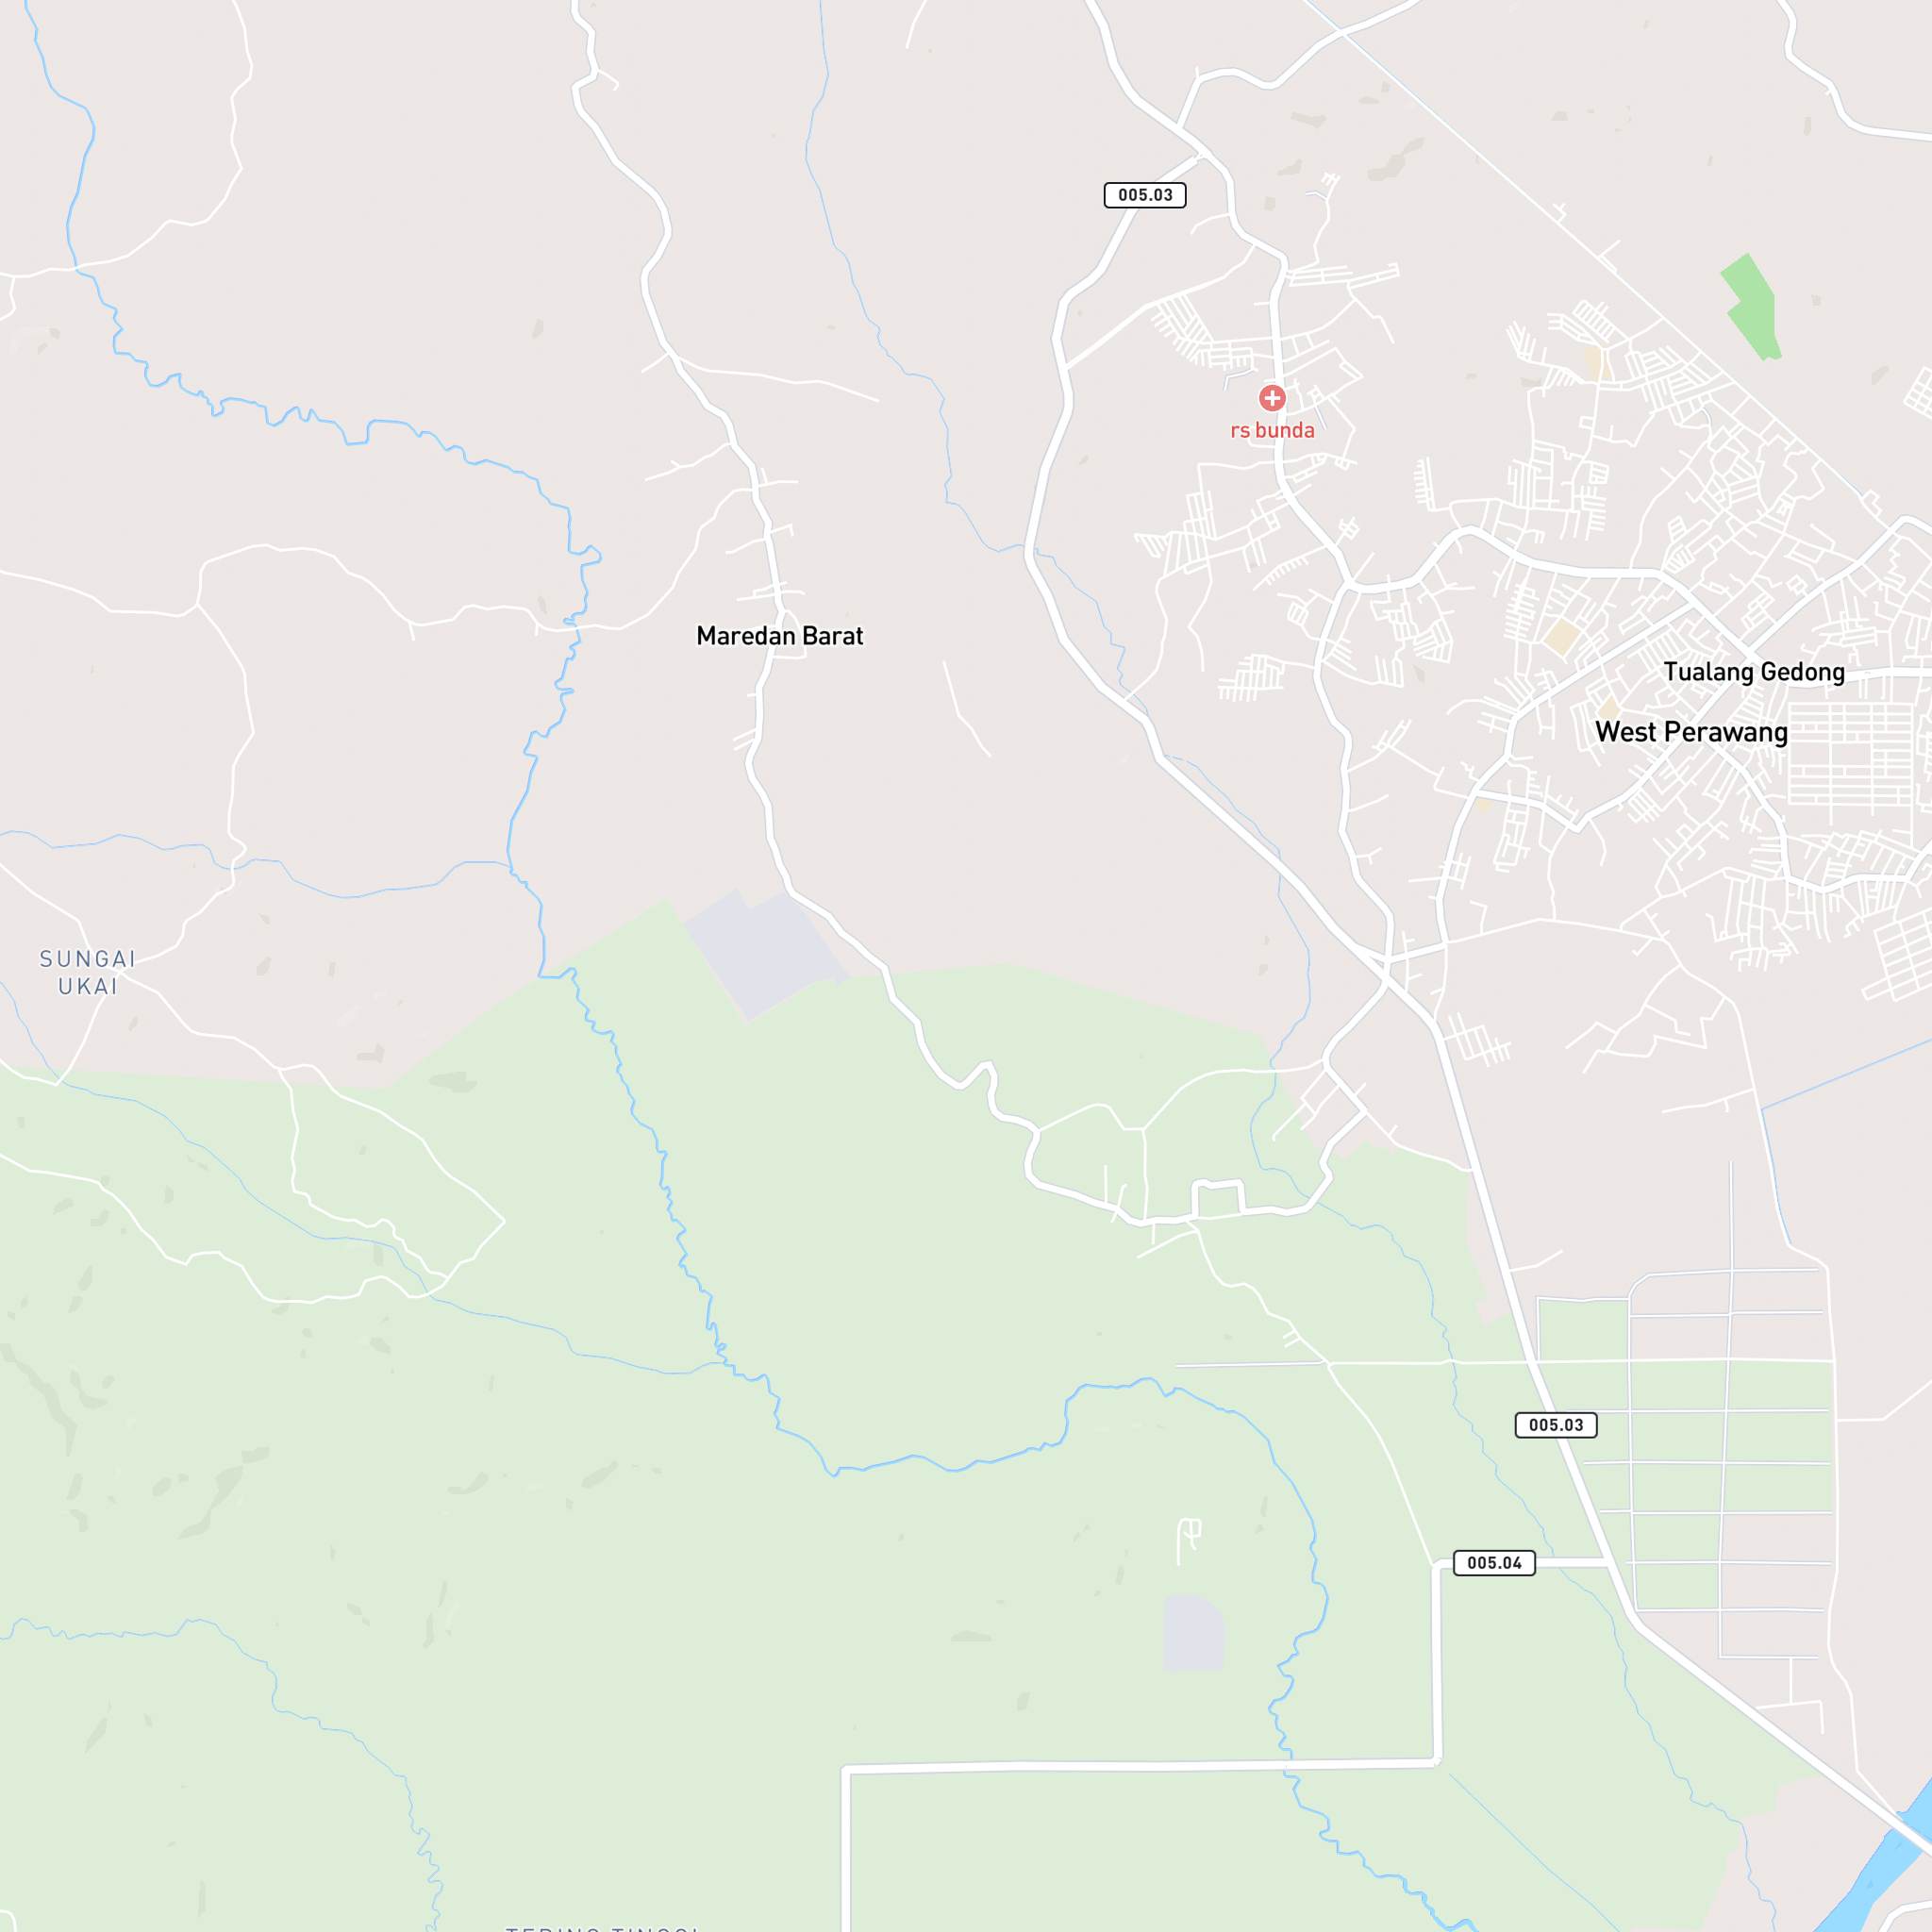 005.03
rs bunda
Maredan Barat
Tualang Gedong
West Perawang
SUNGAI
UKAI
005.03
005.04